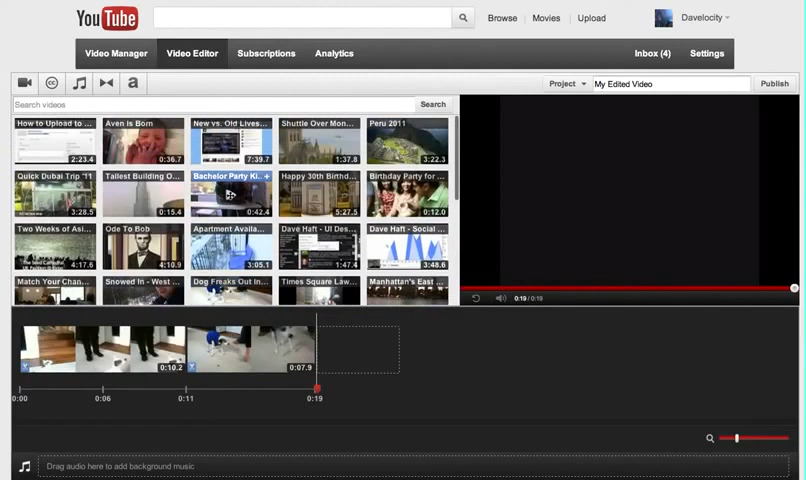 YouTube
Browse Movies Upload Davelocity
Video Manager Video Editor Subscriptions Analytics Inbox (4) Settings
CC a Project My Edited Video Publish
Search videos Search
How to Upload to ... Aven is Born New vs. Old Lives... Shuttle Over Mon... Peru 2011
2:23.4 0:36.7 7:39.7 1:37.8 3:22.3
Quick Dubai Trip '11 Tallest Building O... Bachelor Party Ki.. + Happy 30th Birthd... Birthday Party for ...
3:28.5 0:15.4 0:42.4 5:27.5 0:12.0
Two Weeks of Asi... Ode To Bob Apartment Availa... Dave Haft - UI Des... Dave Haft - Social ...
4:17.6 4:10.9 3:05.1 1:47.4 3:48.6
Match Your Chan... Snowed In - West ... Dog Freaks Out In... Times Square Law... Manhattan's East ...
0:19 / 0:19
0:10.2 0:07.9
0:00 0:06 0:11 0:19
Drag audio here to add background music